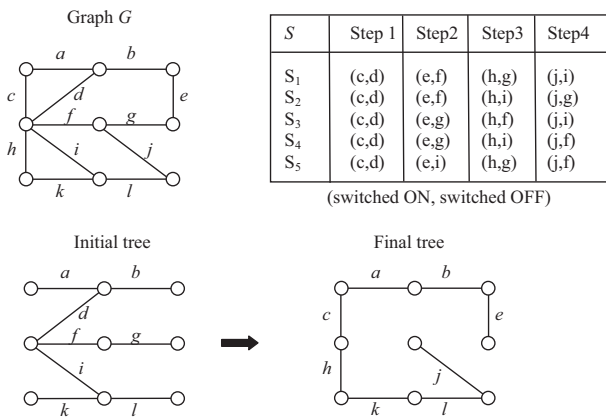 Graph G
a b
c d e
f g
h i j
k l
S Step 1 Step2 Step3 Step4
S1 (c,d) (e,f) (h,g) (j,i)
S2 (c,d) (e,f) (h,i) (j,g)
S3 (c,d) (e,g) (h,f) (j,i)
S4 (c,d) (e,g) (h,i) (j,f)
S5 (c,d) (e,i) (h,g) (j,f)
(switched ON, switched OFF)
Initial tree
a b
d
f g
i
k l
Final tree
a b
c e
h j
k l